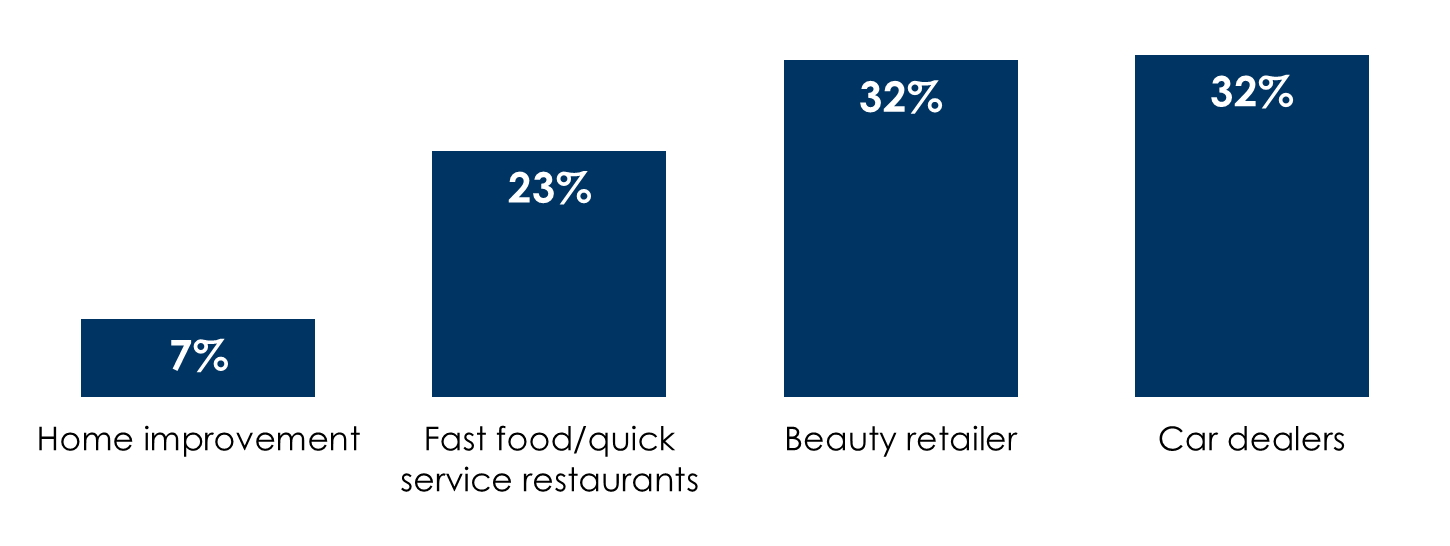 7%
23%
32%
32%
Home improvement
Fast food/quick
service restaurants
Beauty retailer
Car dealers